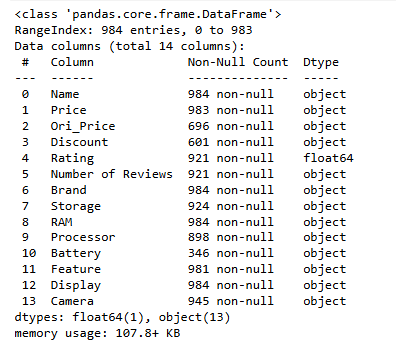 <class 'pandas.core.frame.DataFrame'>
RangeIndex: 984 entries, 0 to 983
Data columns (total 14 columns):
 #   Column             Non-Null Count  Dtype
---  ------             --------------  -----
 0   Name               984 non-null    object
 1   Price              983 non-null    object
 2   Ori_Price          696 non-null    object
 3   Discount           601 non-null    object
 4   Rating             921 non-null    float64
 5   Number of Reviews  921 non-null    object
 6   Brand              984 non-null    object
 7   Storage            924 non-null    object
 8   RAM                984 non-null    object
 9   Processor          898 non-null    object
 10  Battery            346 non-null    object
 11  Feature            981 non-null    object
 12  Display            984 non-null    object
 13  Camera             945 non-null    object
dtypes: float64(1), object(13)
memory usage: 107.8+ KB